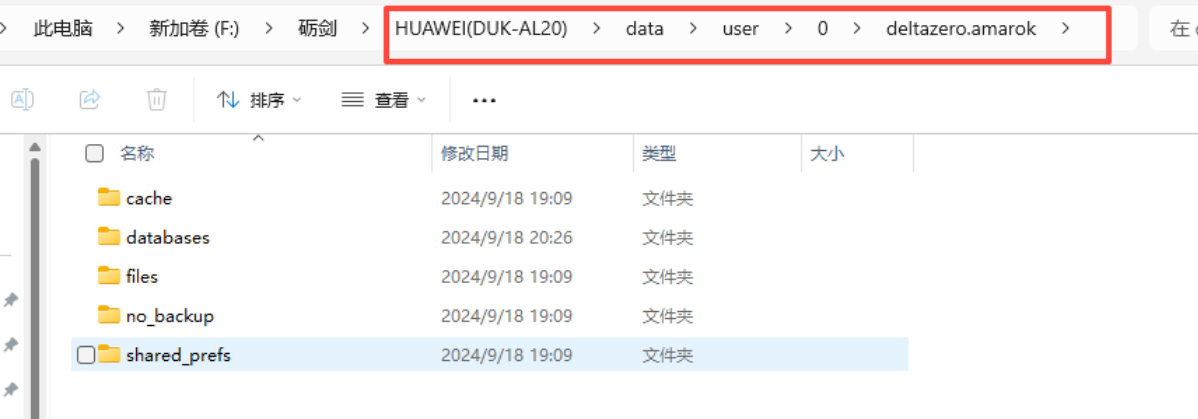 此电脑 > 新加卷 (F:) > 砺剑 > HUAWEI(DUK-AL20) > data > user > 0 > deltazero.amarok > 在
排序 查看 ...
名称 修改日期 类型 大小
cache 2024/9/18 19:09 文件夹
databases 2024/9/18 20:26 文件夹
files 2024/9/18 19:09 文件夹
no_backup 2024/9/18 19:09 文件夹
shared_prefs 2024/9/18 19:09 文件夹